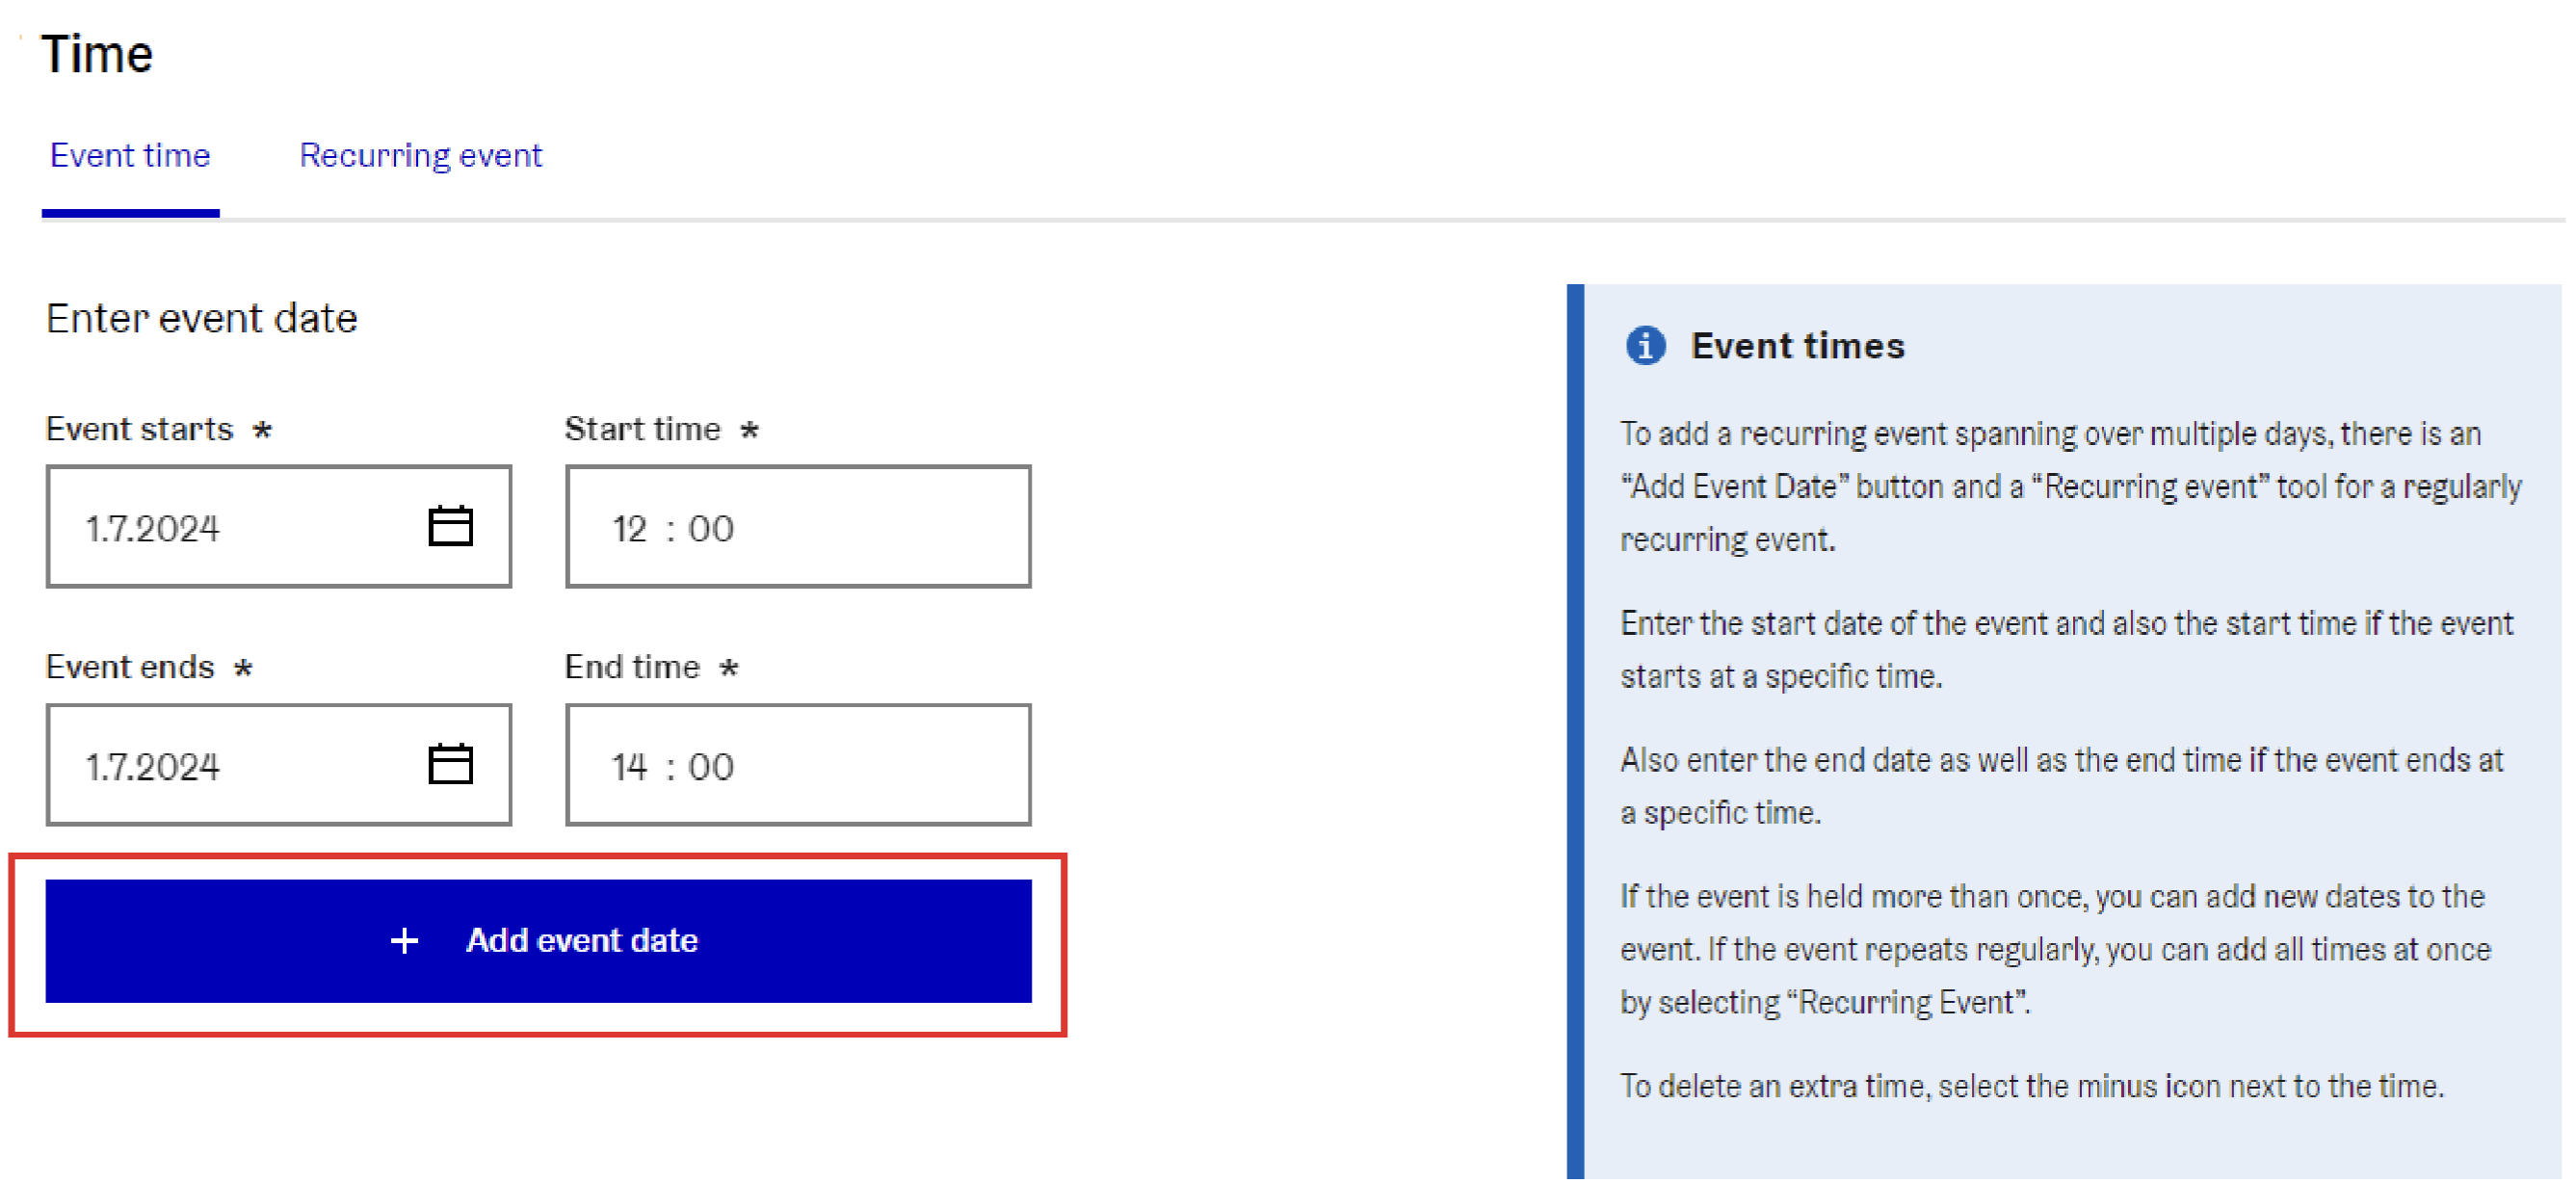 Time
Event time Recurring event
Enter event date
Event starts * Start time *
1.7.2024 12 : 00
Event ends * End time *
1.7.2024 14 : 00
+ Add event date
Event times
To add a recurring event spanning over multiple days, there is an
“Add Event Date” button and a “Recurring event” tool for a regularly
recurring event.
Enter the start date of the event and also the start time if the event
starts at a specific time.
Also enter the end date as well as the end time if the event ends at
a specific time.
If the event is held more than once, you can add new dates to the
event. If the event repeats regularly, you can add all times at once
by selecting “Recurring Event”.
To delete an extra time, select the minus icon next to the time.